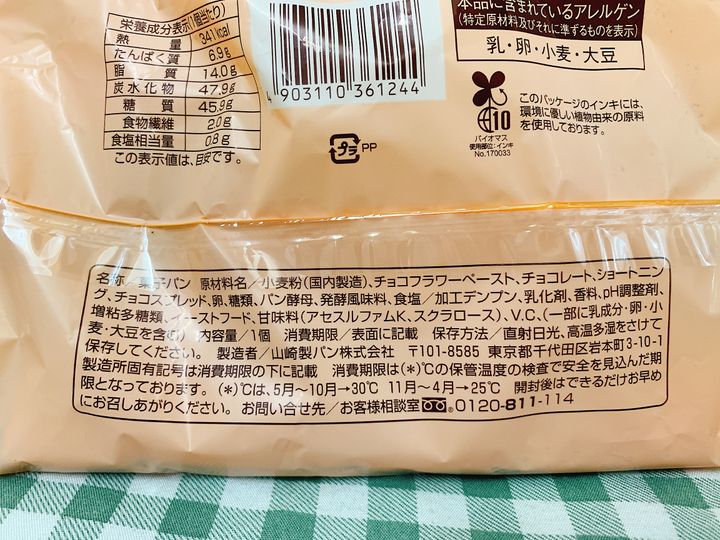 栄養成分表示(1個当たり)
熱量 341kcal
たんぱく質 6.9g
脂質 14.0g
炭水化物 47.9g
糖質 45.9g
食物繊維 2.0g
食塩相当量 0.8g
この表示値は、目安です。
4 903110 361244
プラ PP
本品に含まれているアレルゲン
(特定原材料及びそれに準ずるものを表示)
乳・卵・小麦・大豆
10
バイオマス
使用部位:インキ
No.170033
このパッケージのインキには、
環境に優しい植物由来の原料
を使用しております。
名称/菓子パン 原材料名/小麦粉(国内製造)、チョコフラワーペースト、チョコレート、ショートニン
グ、チョコスプレッド、卵、糖類、パン酵母、発酵風味料、食塩/加工デンプン、乳化剤、香料、pH調整剤、
増粘多糖類、イーストフード、甘味料(アセスルファムK、スクラロース)、V.C、(一部に乳成分・卵・小
麦・大豆を含む) 内容量/1個 消費期限/表面に記載 保存方法/直射日光、高温多湿をさけて
保存してください。 製造者/山崎製パン株式会社 〒101-8585 東京都千代田区岩本町3-10-1
製造所固有記号は消費期限の下に記載 消費期限は(*)℃の保管温度の検査で安全を見込んだ期
限となっております。(*)℃は、5月〜10月→30℃ 11月〜4月→25℃ 開封後はできるだけお早め
にお召しあがりください。 お問い合せ先/お客様相談室 0120-811-114